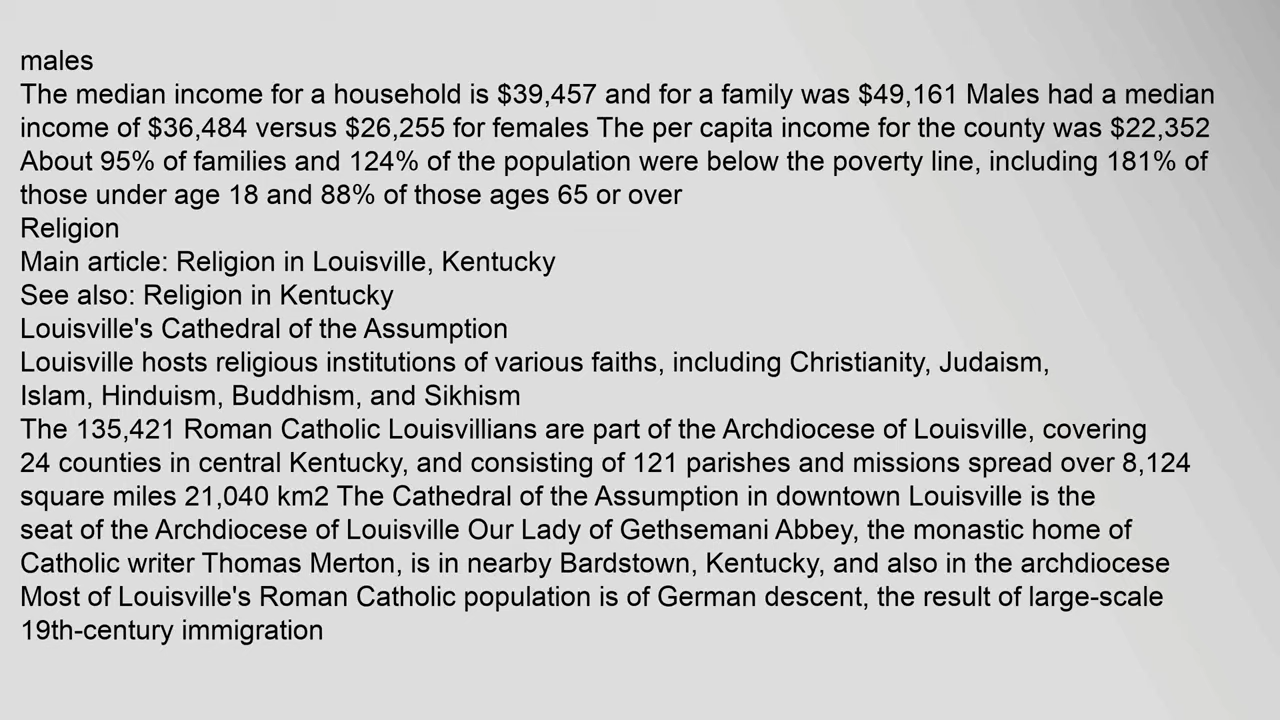 males
The median income for a household is $39,457 and for a family was $49,161 Males had a median
income of $36,484 versus $26,255 for females The per capita income for the county was $22,352
About 95% of families and 124% of the population were below the poverty line, including 181% of
those under age 18 and 88% of those ages 65 or over
Religion
Main article: Religion in Louisville, Kentucky
See also: Religion in Kentucky
Louisville's Cathedral of the Assumption
Louisville hosts religious institutions of various faiths, including Christianity, Judaism,
Islam, Hinduism, Buddhism, and Sikhism
The 135,421 Roman Catholic Louisvillians are part of the Archdiocese of Louisville, covering
24 counties in central Kentucky, and consisting of 121 parishes and missions spread over 8,124
square miles 21,040 km2 The Cathedral of the Assumption in downtown Louisville is the
seat of the Archdiocese of Louisville Our Lady of Gethsemani Abbey, the monastic home of
Catholic writer Thomas Merton, is in nearby Bardstown, Kentucky, and also in the archdiocese
Most of Louisville's Roman Catholic population is of German descent, the result of large-scale
19th-century immigration